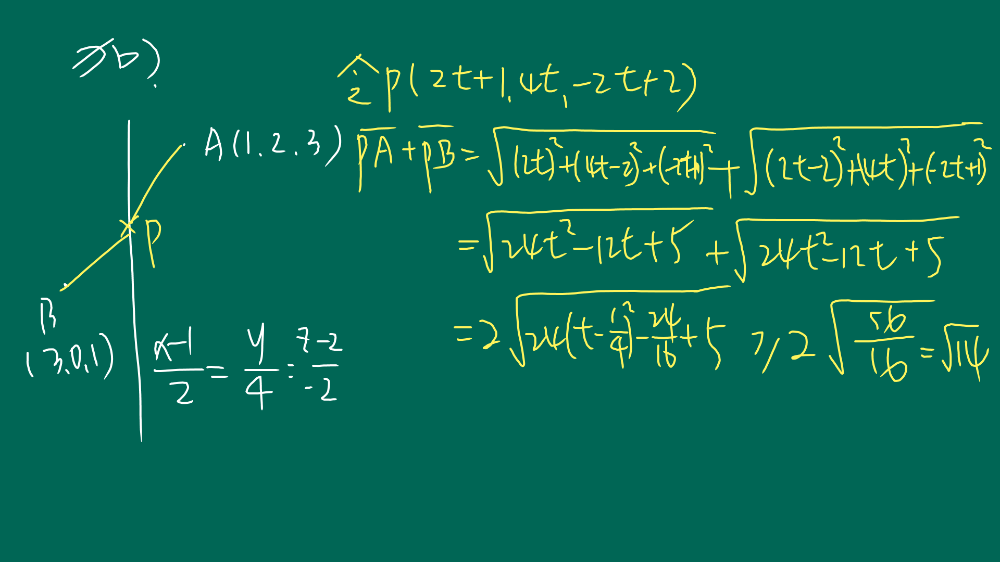 36)
令 P(2t+1, 4t, -2t+2)
A(1.2.3)
PA + PB = √((2t)²+(4t-2)²+(-2t-1)²) + √((2t-2)²+(4t)²+(-2t+1)²)
= √(24t²-12t+5) + √(24t²-12t+5)
P
B
(3,0,1)
= 2√(24(t-1/4)²-24/16+5) ≥ 2√(56/16) = √14
(x-1)/2 = y/4 = (z-2)/-2